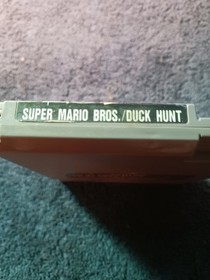 SUPER MARIO BROS./DUCK HUNT